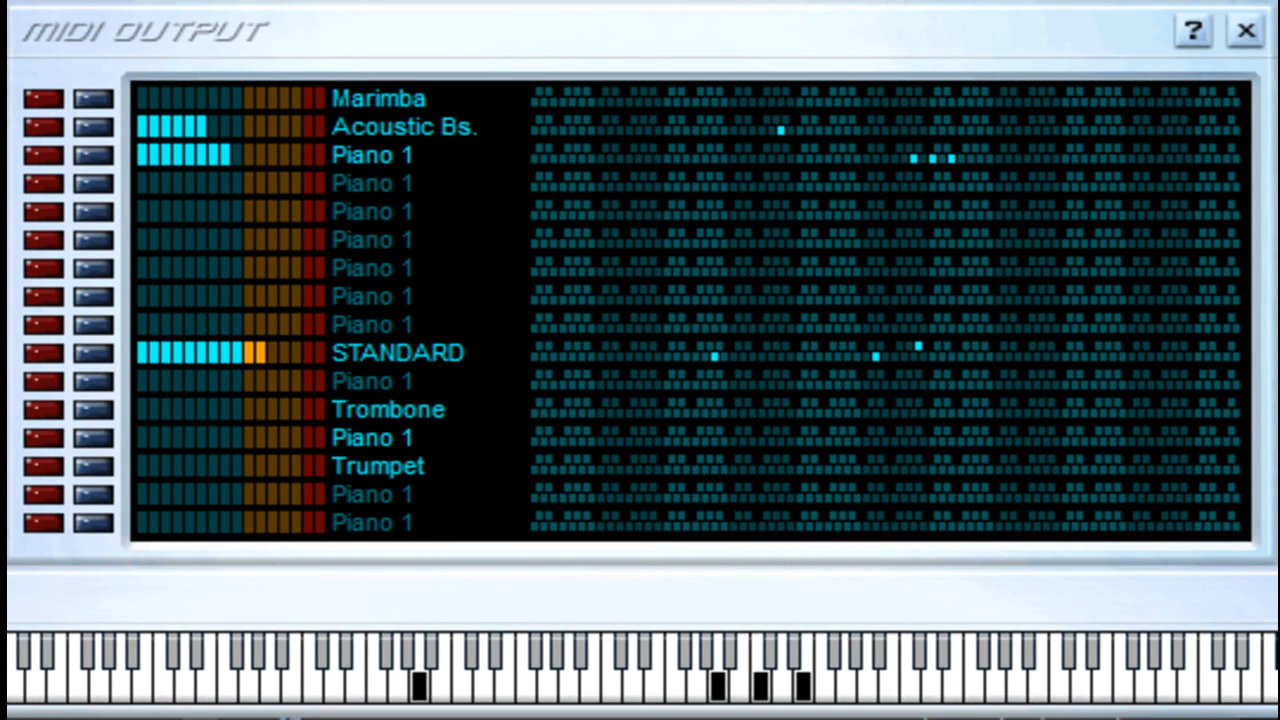 MIDI OUTPUT
? ×
Marimba
Acoustic Bs.
Piano 1
Piano 1
Piano 1
Piano 1
Piano 1
Piano 1
Piano 1
STANDARD
Piano 1
Trombone
Piano 1
Trumpet
Piano 1
Piano 1